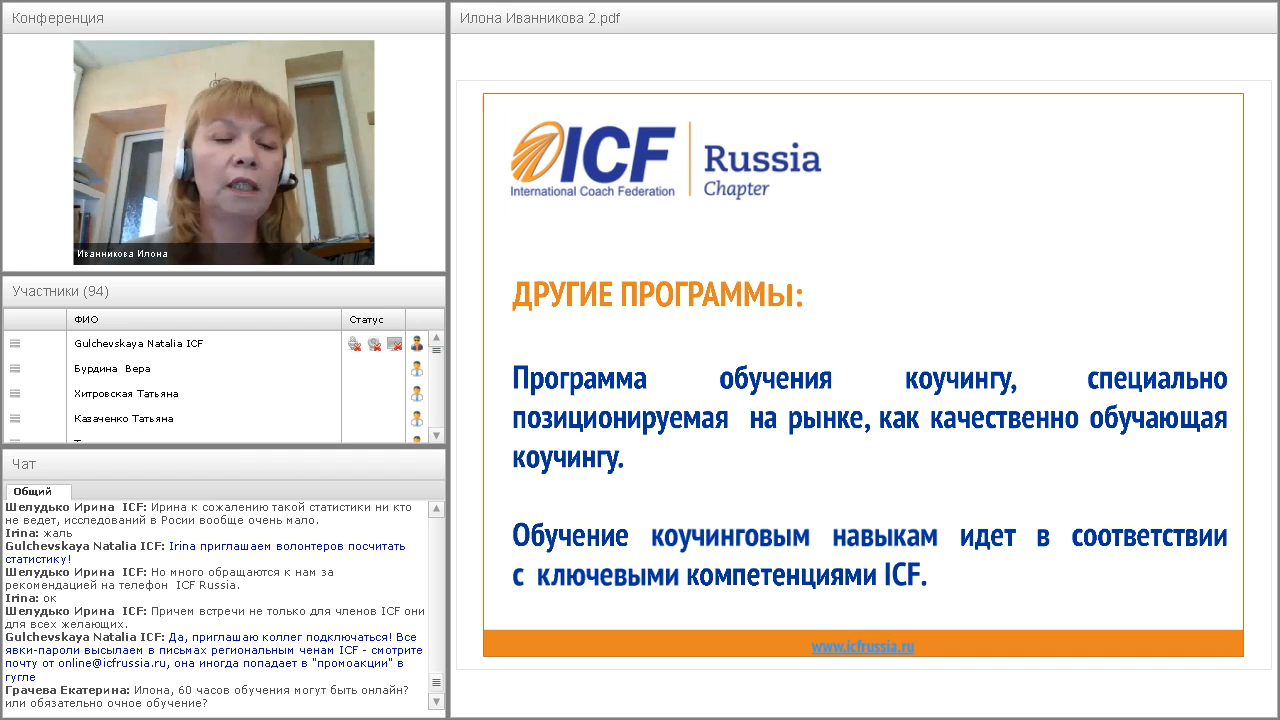 Конференция
Иванникова Илона
Участники (94)
ФИО
Статус
Gulchevskaya Natalia ICF
Бурдина Вера
Хитровская Татьяна
Казаченко Татьяна
Чат
Общий
Шелудько Ирина ICF: Ирина к сожалению такой статистики ни кто
не ведет, исследований в Росии вообще очень мало.
Irina: жаль
Gulchevskaya Natalia ICF: Irina приглашаем волонтеров посчитать
статистику!
Шелудько Ирина ICF: Но много обращаются к нам за
рекомендацией на телефон ICF Russia.
Irina: ок
Шелудько Ирина ICF: Причем встречи не только для членов ICF они
для всех желающих.
Gulchevskaya Natalia ICF: Да, приглашаю коллег подключаться! Все
явки-пароли высылаем московским и региональным ченам ICF - смотрите
почту от online@icfrussia.ru, она иногда попадает в "промоакции" в
гугле
Грачева Екатерина: Илона, 60 часов обучения могут быть онлайн?
или обязательно очное обучение?
Илона Иванникова 2.pdf
ICF
International Coach Federation
Russia
Chapter
ДРУГИЕ ПРОГРАММЫ:
Программа обучения коучингу, специально
позиционируемая на рынке, как качественно обучающая
коучингу.
Обучение коучинговым навыкам идет в соответствии
с ключевыми компетенциями ICF.
www.icfrussia.ru